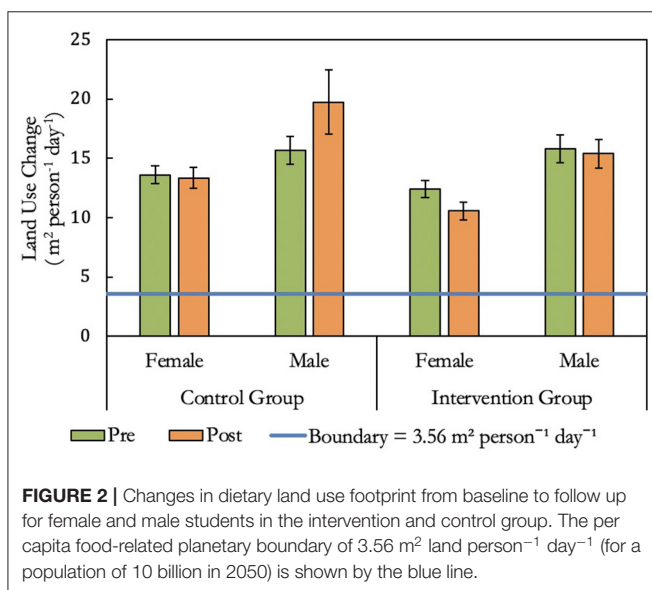 25
20
15
10
5
0
Land Use Change
( m² person⁻¹ day⁻¹)
Female Male Female Male
Control Group Intervention Group
Pre Post Boundary = 3.56 m² person⁻¹ day⁻¹
FIGURE 2 | Changes in dietary land use footprint from baseline to follow up
for female and male students in the intervention and control group. The per
capita food-related planetary boundary of 3.56 m² land person⁻¹ day⁻¹ (for a
population of 10 billion in 2050) is shown by the blue line.